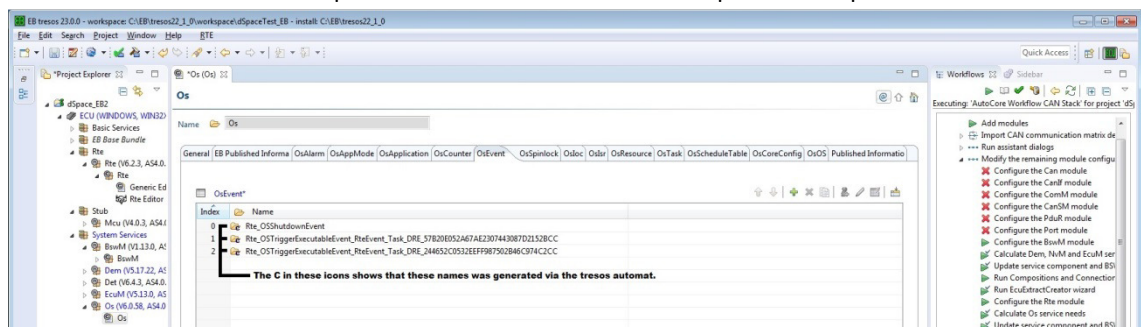 EB tresos 23.0.0 - workspace: C:\EB\tresos22_1_0\workspace\dSpaceTest_EB - install: C:\EB\tresos22_1_0
File Edit Search Project Window Help RTE
Quick Access
*Project Explorer
*Os (Os)
Workflows Sidebar
Executing: 'AutoCore Workflow CAN Stack' for project 'dSp
dSpace_EB2
ECU (WINDOWS, WIN32)
Basic Services
EB Base Bundle
Rte
Rte (V6.2.3, AS4.0.
Rte
Generic Ed
Rte Editor
Stub
Mcu (V4.0.3, AS4.(
System Services
BswM (V1.13.0, AS
BswM
Dem (V5.17.22, AS
Det (V6.4.3, AS4.0.
EcuM (V5.13.0, AS
Os (V6.0.58, AS4.0
Os
Os
Name Os
General EB Published Informa OsAlarm OsAppMode OsApplication OsCounter OsEvent OsSpinlock OsIoc OsIsr OsResource OsTask OsScheduleTable OsCoreConfig OsOS Published Informatio
OsEvent*
Index Name
0 Rte_OSShutdownEvent
1 Rte_OSTriggerExecutableEvent_RteEvent_Task_DRE_57B20E052A67AE2307443087D2152BCC
2 Rte_OSTriggerExecutableEvent_RteEvent_Task_DRE_244652C0532EEFF987502B46C974C2CC
The C in these icons shows that these names was generated via the tresos automat.
Add modules
Import CAN communication matrix de
Run assistant dialogs
Modify the remaining module configu
Configure the Can module
Configure the CanIf module
Configure the ComM module
Configure the CanSM module
Configure the PduR module
Configure the Port module
Configure the BswM module
Calculate Dem, NvM and EcuM ser
Update service component and BSV
Run Compositions and Connection
Run EcuExtractCreator wizard
Configure the Rte module
Calculate Os service needs
Update service component and BSV